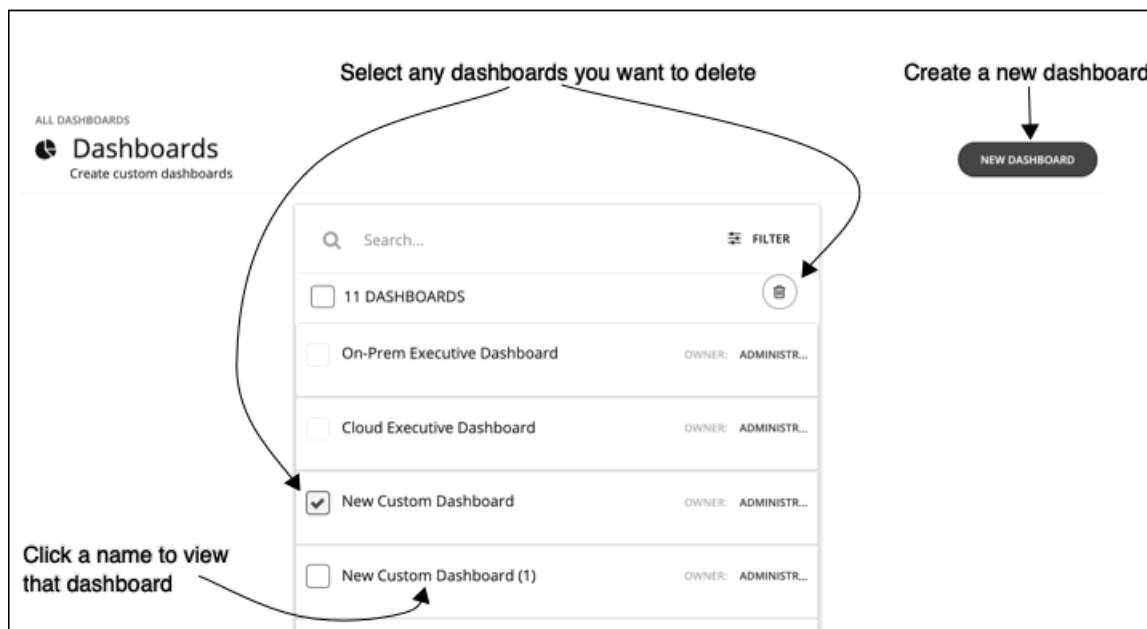 Select any dashboards you want to delete
Create a new dashboard
ALL DASHBOARDS
Dashboards
Create custom dashboards
NEW DASHBOARD
Search...
FILTER
11 DASHBOARDS
On-Prem Executive Dashboard
OWNER: ADMINISTR...
Cloud Executive Dashboard
OWNER: ADMINISTR...
New Custom Dashboard
OWNER: ADMINISTR...
Click a name to view
that dashboard
New Custom Dashboard (1)
OWNER: ADMINISTR...